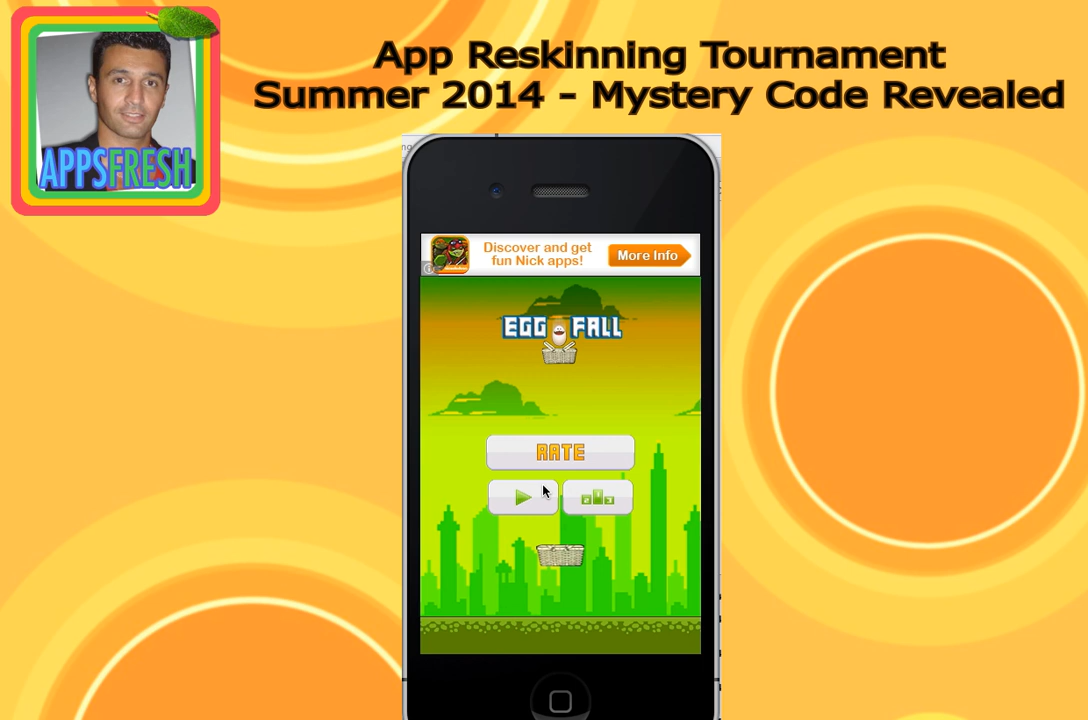 App Reskinning Tournament
Summer 2014 - Mystery Code Revealed
APPSFRESH
Discover and get
fun Nick apps!
More Info
EGG FALL
RATE